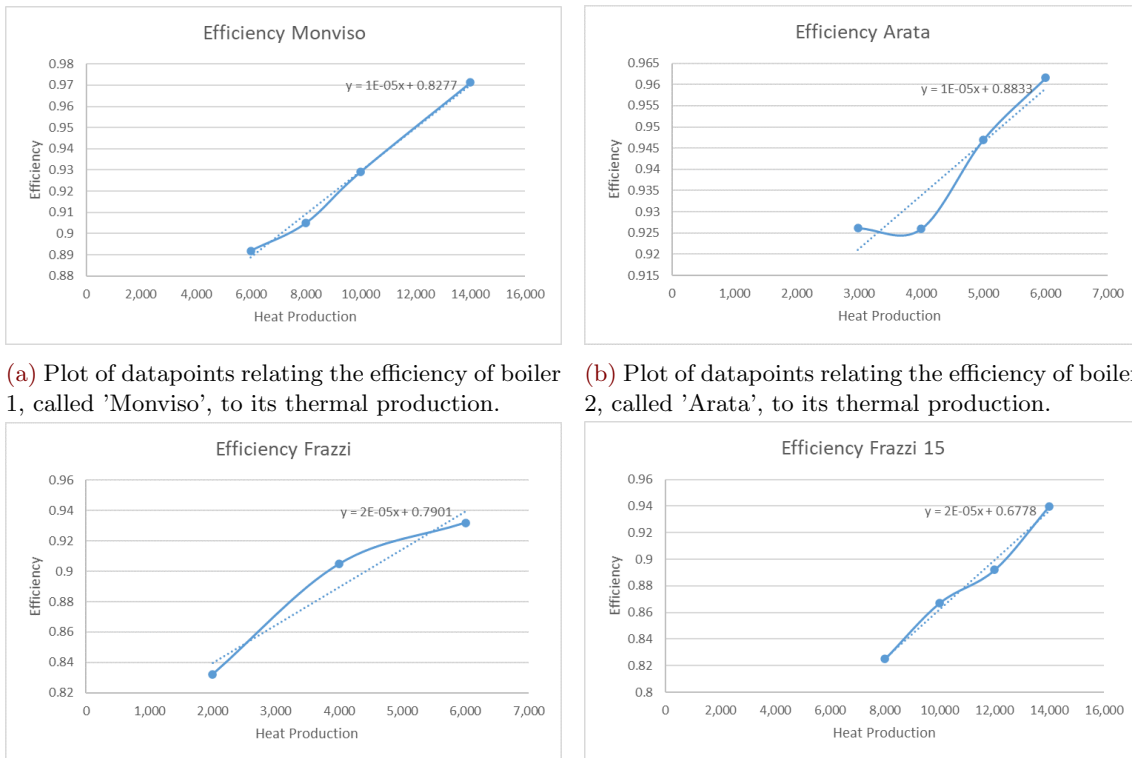 Efficiency Monviso
0.98
0.97
0.96
0.95
0.94
0.93
0.92
0.91
0.9
0.89
0.88
Efficiency
y = 1E-05x + 0.8277
0 2,000 4,000 6,000 8,000 10,000 12,000 14,000 16,000
Heat Production
Efficiency Arata
0.965
0.96
0.955
0.95
0.945
0.94
0.935
0.93
0.925
0.92
0.915
Efficiency
y = 1E-05x + 0.8833
0 1,000 2,000 3,000 4,000 5,000 6,000 7,000
Heat Production
(a) Plot of datapoints relating the efficiency of boiler
1, called 'Monviso', to its thermal production.
(b) Plot of datapoints relating the efficiency of boiler
2, called 'Arata', to its thermal production.
Efficiency Frazzi
0.96
0.94
0.92
0.9
0.88
0.86
0.84
0.82
Efficiency
y = 2E-05x + 0.7901
0 1,000 2,000 3,000 4,000 5,000 6,000 7,000
Heat Production
Efficiency Frazzi 15
0.96
0.94
0.92
0.9
0.88
0.86
0.84
0.82
0.8
Efficiency
y = 2E-05x + 0.6778
0 2,000 4,000 6,000 8,000 10,000 12,000 14,000 16,000
Heat Production